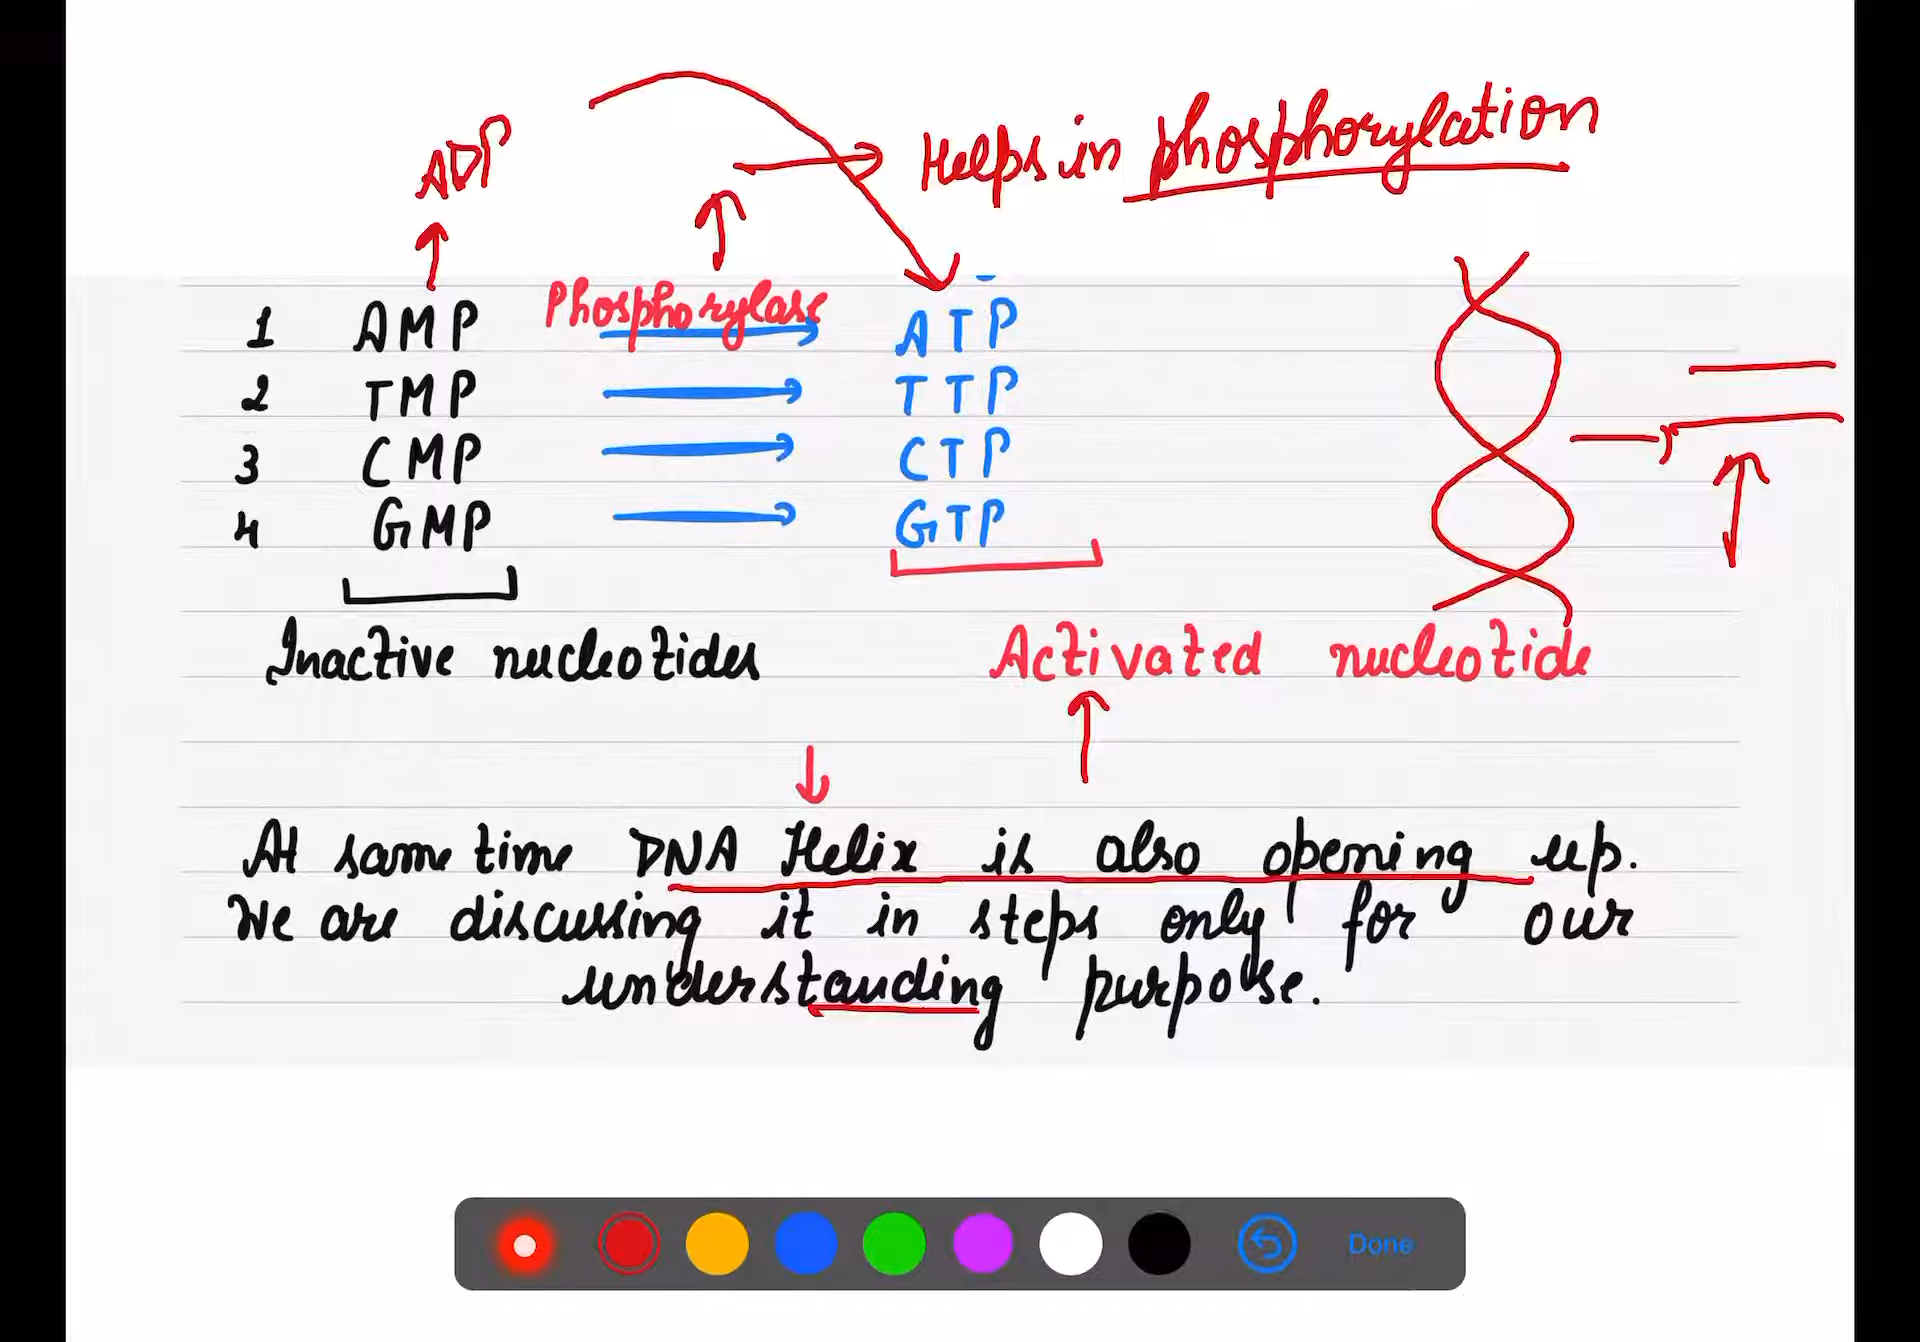 ADP
Helps in phosphorylation
Phosphorylase
1 AMP ATP
2 TMP TTP
3 CMP CTP
4 GMP GTP
Inactive nucleotides
Activated nucleotide
At same time DNA Helix is also opening up.
We are discussing it in steps only for our
understanding purpose.
Done